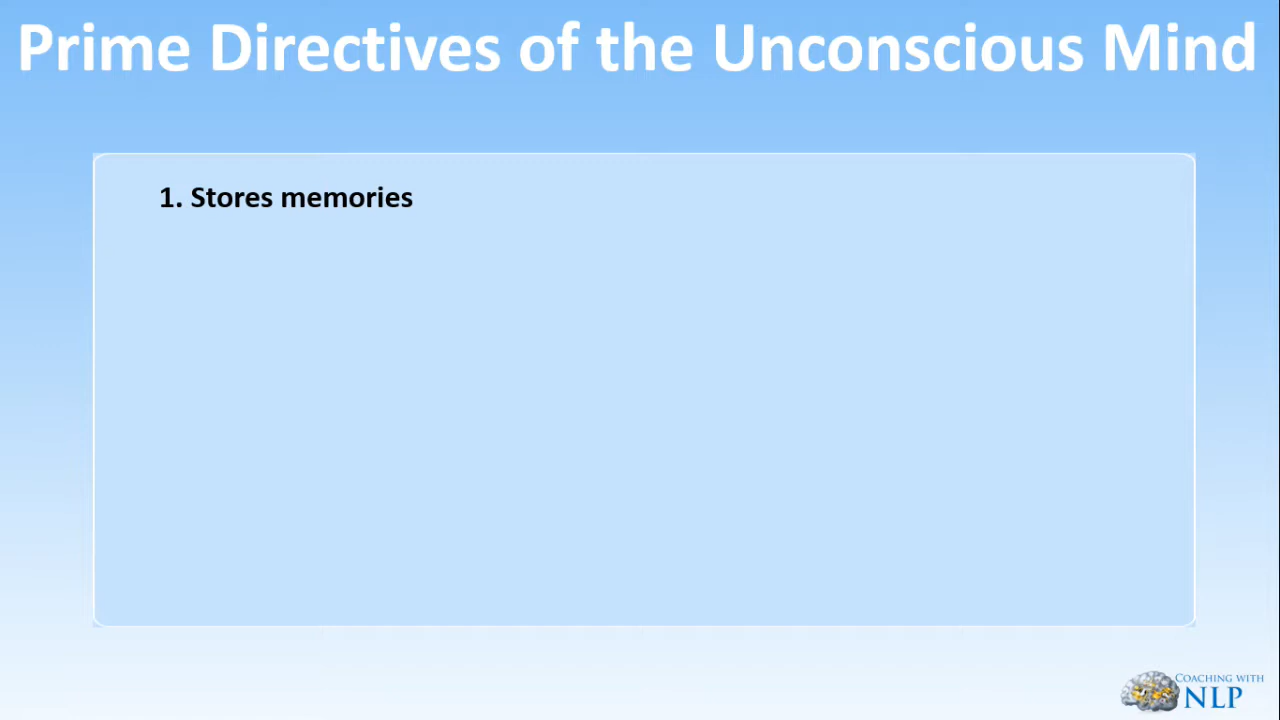 Prime Directives of the Unconscious Mind
1. Stores memories
COACHING WITH
NLP